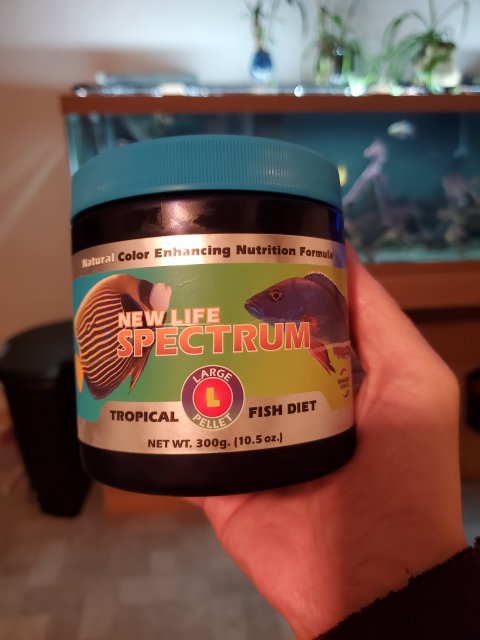 Natural Color Enhancing Nutrition Formula
NEW LIFE
SPECTRUM
LARGE
L
PELLET
TROPICAL FISH DIET
NET WT. 300g. (10.5 oz.)